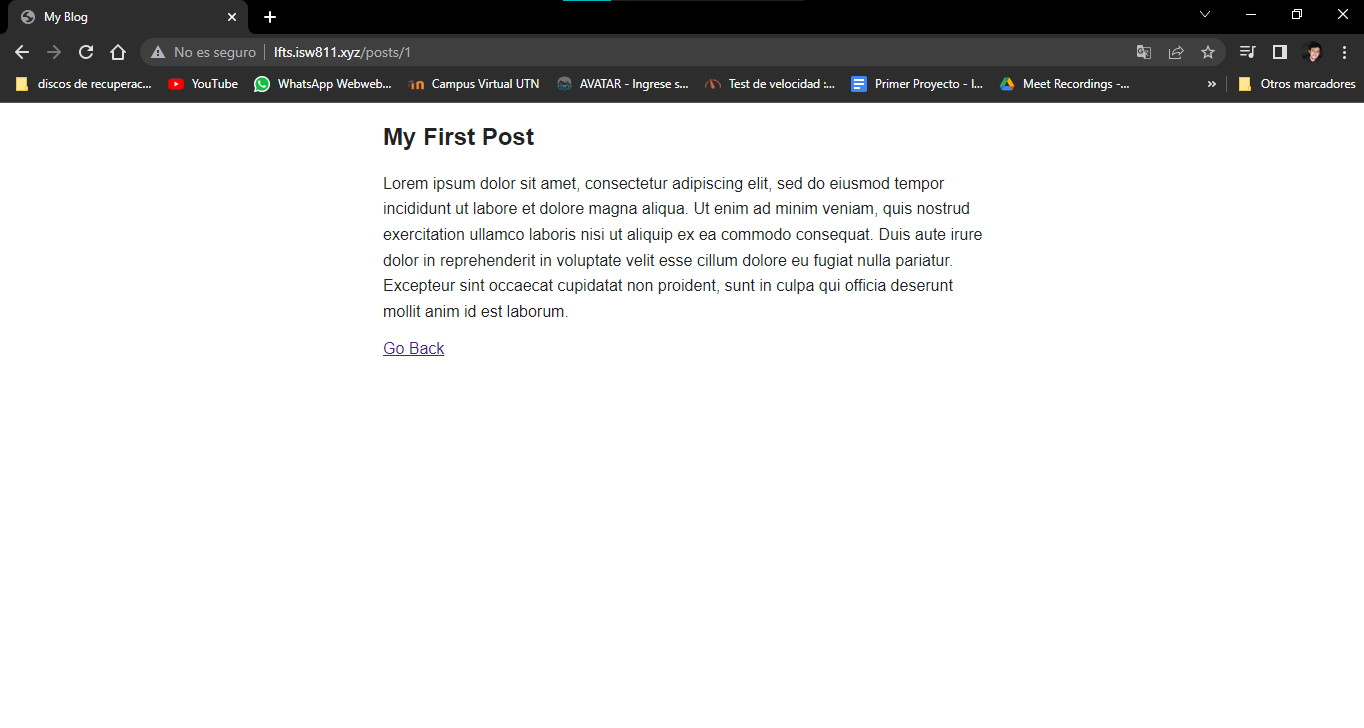 My Blog
No es seguro lfts.isw811.xyz/posts/1
discos de recuperac... YouTube WhatsApp Webweb... Campus Virtual UTN AVATAR - Ingrese s... Test de velocidad :... Primer Proyecto - I... Meet Recordings -... » Otros marcadores
My First Post
Lorem ipsum dolor sit amet, consectetur adipiscing elit, sed do eiusmod tempor
incididunt ut labore et dolore magna aliqua. Ut enim ad minim veniam, quis nostrud
exercitation ullamco laboris nisi ut aliquip ex ea commodo consequat. Duis aute irure
dolor in reprehenderit in voluptate velit esse cillum dolore eu fugiat nulla pariatur.
Excepteur sint occaecat cupidatat non proident, sunt in culpa qui officia deserunt
mollit anim id est laborum.
Go Back